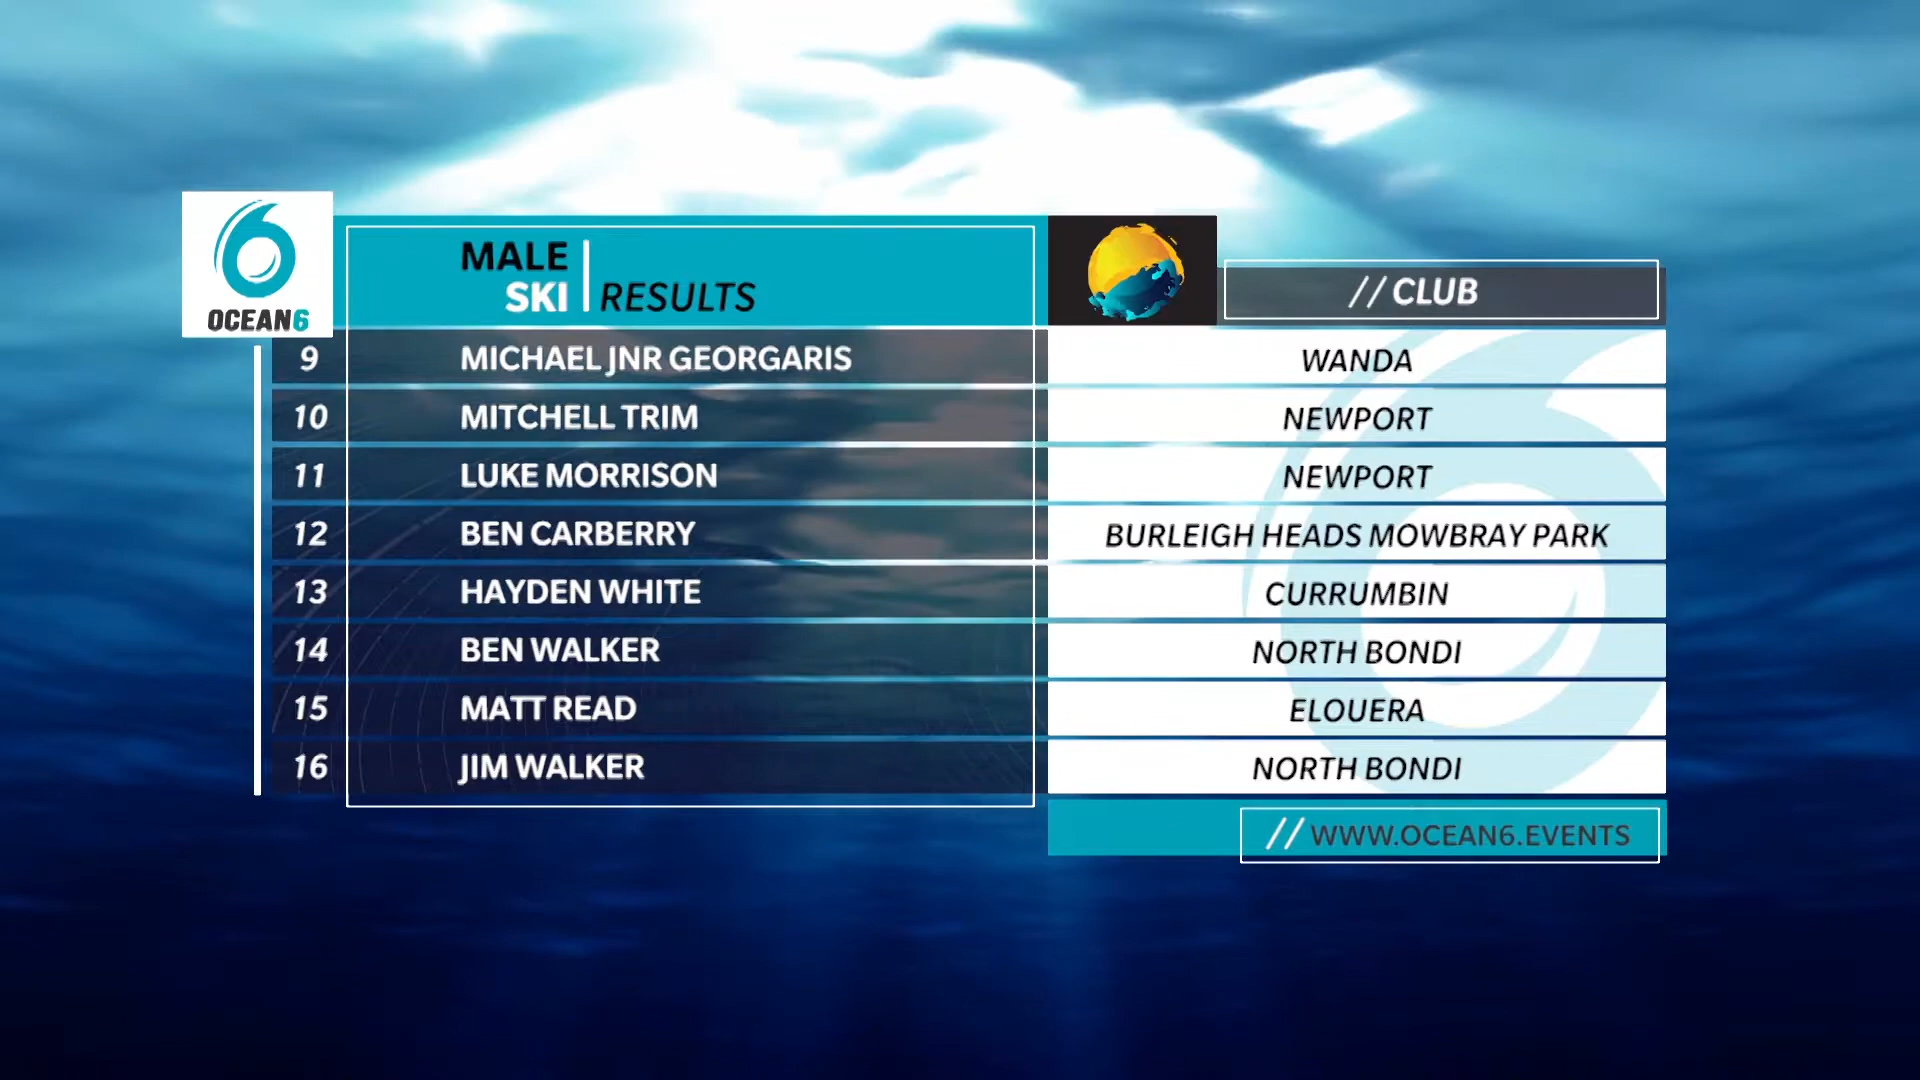 OCEAN6
MALE
SKI
RESULTS
// CLUB
9 MICHAEL JNR GEORGARIS WANDA
10 MITCHELL TRIM NEWPORT
11 LUKE MORRISON NEWPORT
12 BEN CARBERRY BURLEIGH HEADS MOWBRAY PARK
13 HAYDEN WHITE CURRUMBIN
14 BEN WALKER NORTH BONDI
15 MATT READ ELOUERA
16 JIM WALKER NORTH BONDI
// WWW.OCEAN6.EVENTS